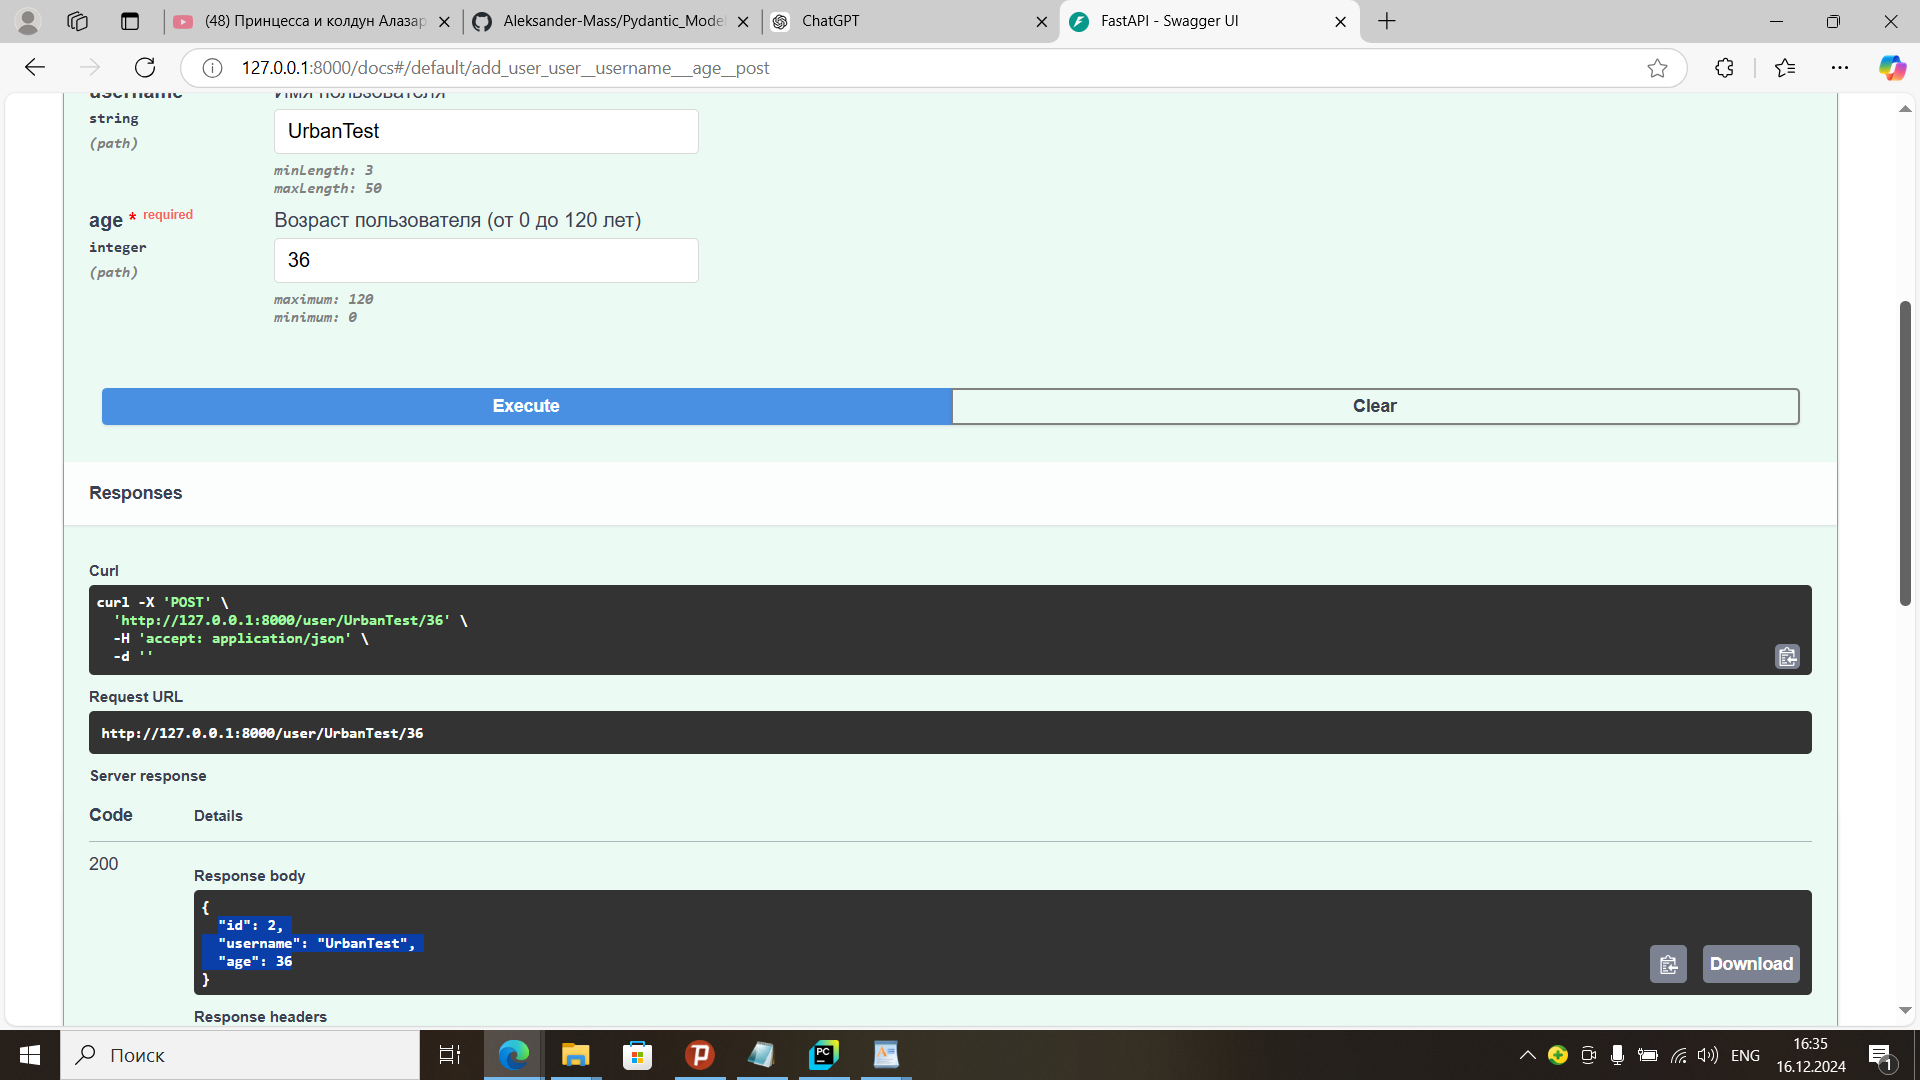 (48) Принцесса и колдун Алазар
Aleksander-Mass/Pydantic_Model
ChatGPT
FastAPI - Swagger UI
127.0.0.1:8000/docs#/default/add_user_user__username___age__post
username
Имя пользователя
string
UrbanTest
(path)
minLength: 3
maxLength: 50
age * required
Возраст пользователя (от 0 до 120 лет)
integer
36
(path)
maximum: 120
minimum: 0
Execute
Clear
Responses
Curl
curl -X 'POST' \
'http://127.0.0.1:8000/user/UrbanTest/36' \
-H 'accept: application/json' \
-d ''
Request URL
http://127.0.0.1:8000/user/UrbanTest/36
Server response
Code
Details
200
Response body
{
"id": 2,
"username": "UrbanTest",
"age": 36
}
Download
Response headers
Поиск
ENG
16:35
16.12.2024
1